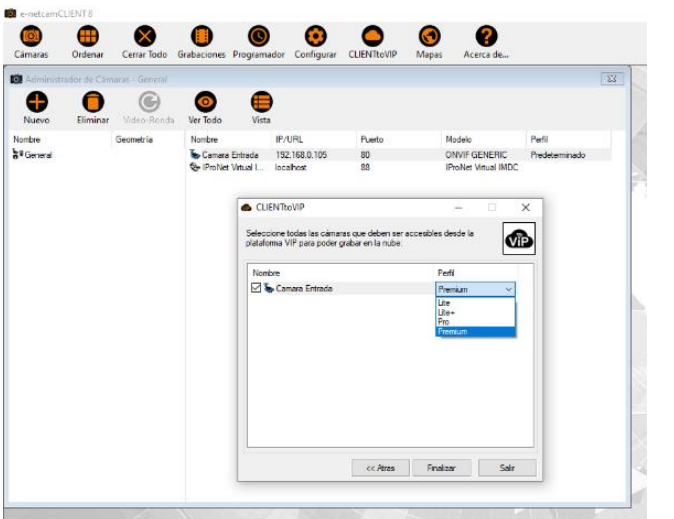 e-netcamCLIENT 8
Cámaras Ordenar Cerrar Todo Grabaciones Programador Configurar CLIENTtoVIP Mapas Acerca de...
Administrador de Cámaras - General
Nuevo Eliminar Video-Ronda Ver Todo Vista
Nombre Geometría Nombre IP/URL Puerto Modelo Perfil
General Camara Entrada 192.168.0.105 80 ONVIF GENERIC Predeterminado
IProNet Virtual I... localhost 88 IProNet Virtual IMDC
CLIENTtoVIP
Seleccione todas las cámaras que deben ser accesibles desde la
plataforma VIP para poder grabar en la nube:
ViP
Nombre Perfil
Camara Entrada Premium
Lite
Lite+
Pro
Premium
<< Atras Finalizar Salir